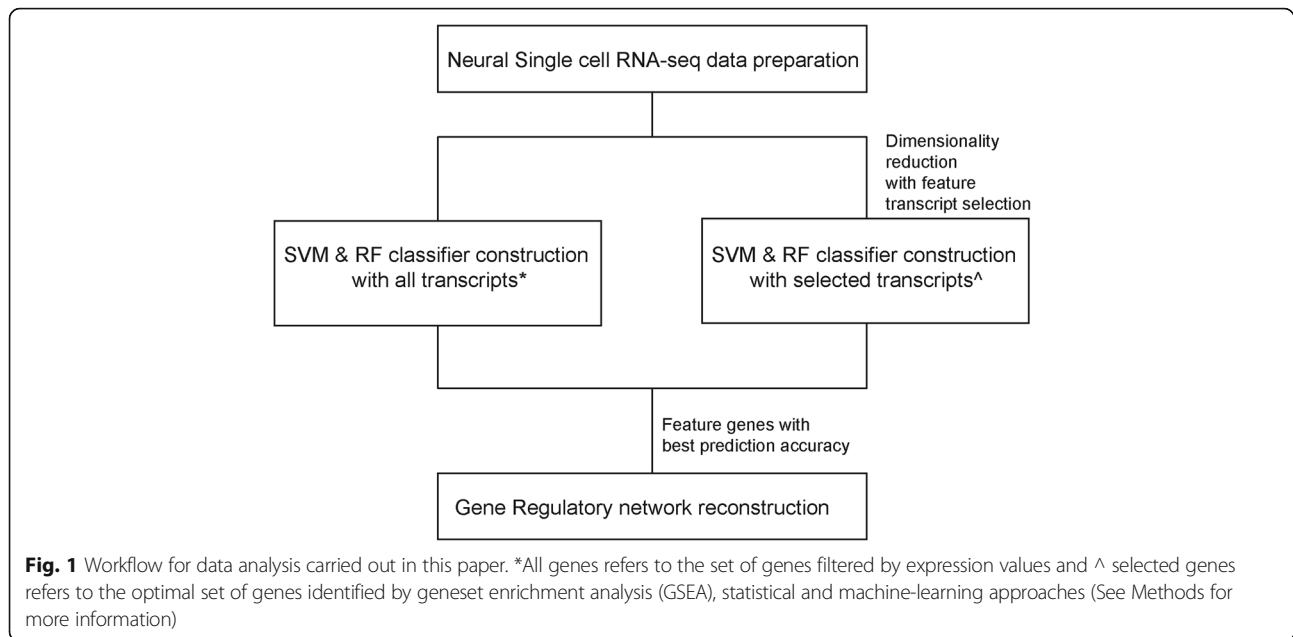 Neural Single cell RNA-seq data preparation
Dimensionality
reduction
with feature
transcript selection
SVM & RF classifier construction
with all transcripts*
SVM & RF classifier construction
with selected transcripts^
Feature genes with
best prediction accuracy
Gene Regulatory network reconstruction
Fig. 1 Workflow for data analysis carried out in this paper. *All genes refers to the set of genes filtered by expression values and ^ selected genes
refers to the optimal set of genes identified by geneset enrichment analysis (GSEA), statistical and machine-learning approaches (See Methods for
more information)